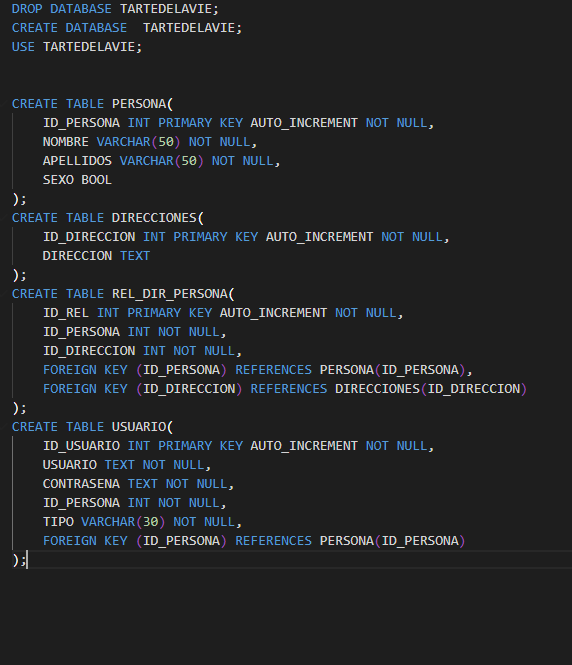 DROP DATABASE TARTEDELAVIE;
CREATE DATABASE  TARTEDELAVIE;
USE TARTEDELAVIE;
CREATE TABLE PERSONA(
    ID_PERSONA INT PRIMARY KEY AUTO_INCREMENT NOT NULL,
    NOMBRE VARCHAR(50) NOT NULL,
    APELLIDOS VARCHAR(50) NOT NULL,
    SEXO BOOL
);
CREATE TABLE DIRECCIONES(
    ID_DIRECCION INT PRIMARY KEY AUTO_INCREMENT NOT NULL,
    DIRECCION TEXT
);
CREATE TABLE REL_DIR_PERSONA(
    ID_REL INT PRIMARY KEY AUTO_INCREMENT NOT NULL,
    ID_PERSONA INT NOT NULL,
    ID_DIRECCION INT NOT NULL,
    FOREIGN KEY (ID_PERSONA) REFERENCES PERSONA(ID_PERSONA),
    FOREIGN KEY (ID_DIRECCION) REFERENCES DIRECCIONES(ID_DIRECCION)
);
CREATE TABLE USUARIO(
    ID_USUARIO INT PRIMARY KEY AUTO_INCREMENT NOT NULL,
    USUARIO TEXT NOT NULL,
    CONTRASENA TEXT NOT NULL,
    ID_PERSONA INT NOT NULL,
    TIPO VARCHAR(30) NOT NULL,
    FOREIGN KEY (ID_PERSONA) REFERENCES PERSONA(ID_PERSONA)
);